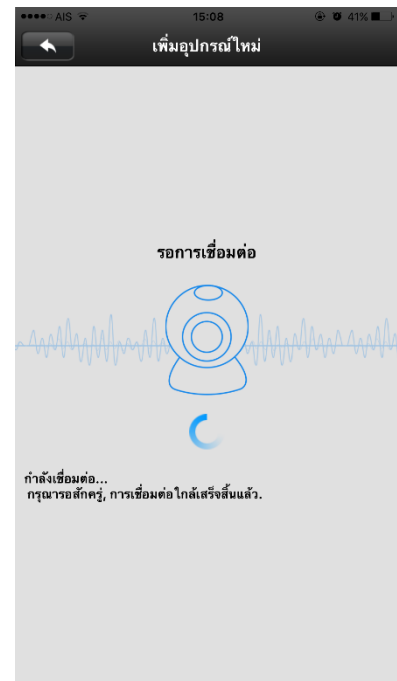 AIS 15:08 41%
เพิ่มอุปกรณ์ใหม่
รอการเชื่อมต่อ
กำลังเชื่อมต่อ...
กรุณารอสักครู่, การเชื่อมต่อใกล้เสร็จสิ้นแล้ว.